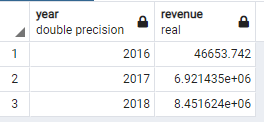 year revenue
double precision real
1 2016 46653.742
2 2017 6.921435e+06
3 2018 8.451624e+06